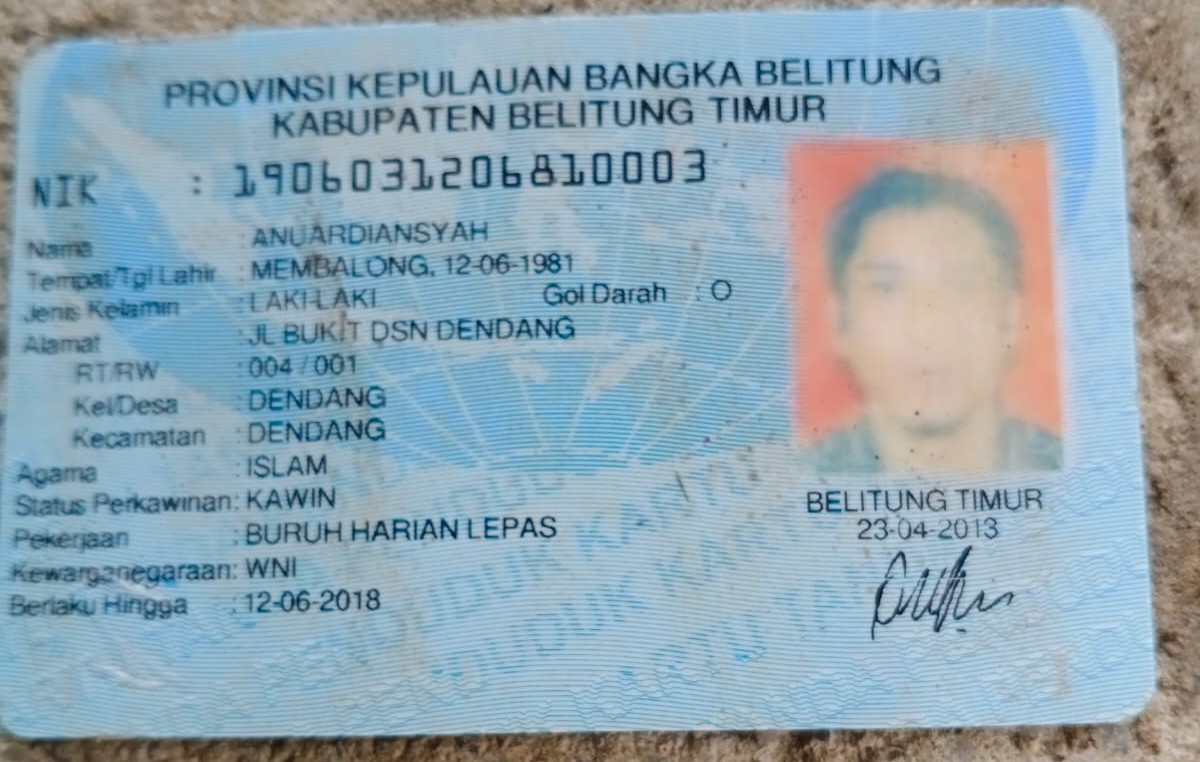 PROVINSI KEPULAUAN BANGKA BELITUNG
KABUPATEN BELITUNG TIMUR
NIK : 1906031206810003
Nama : ANUARDIANSYAH
Tempat/Tgl Lahir : MEMBALONG, 12-06-1981
Jenis Kelamin : LAKI-LAKI Gol Darah : O
Alamat : JL BUKIT DSN DENDANG
RT/RW : 004 / 001
Kel/Desa : DENDANG
Kecamatan : DENDANG
Agama : ISLAM
Status Perkawinan: KAWIN
Pekerjaan : BURUH HARIAN LEPAS
Kewarganegaraan: WNI
Berlaku Hingga : 12-06-2018
BELITUNG TIMUR
23-04-2013